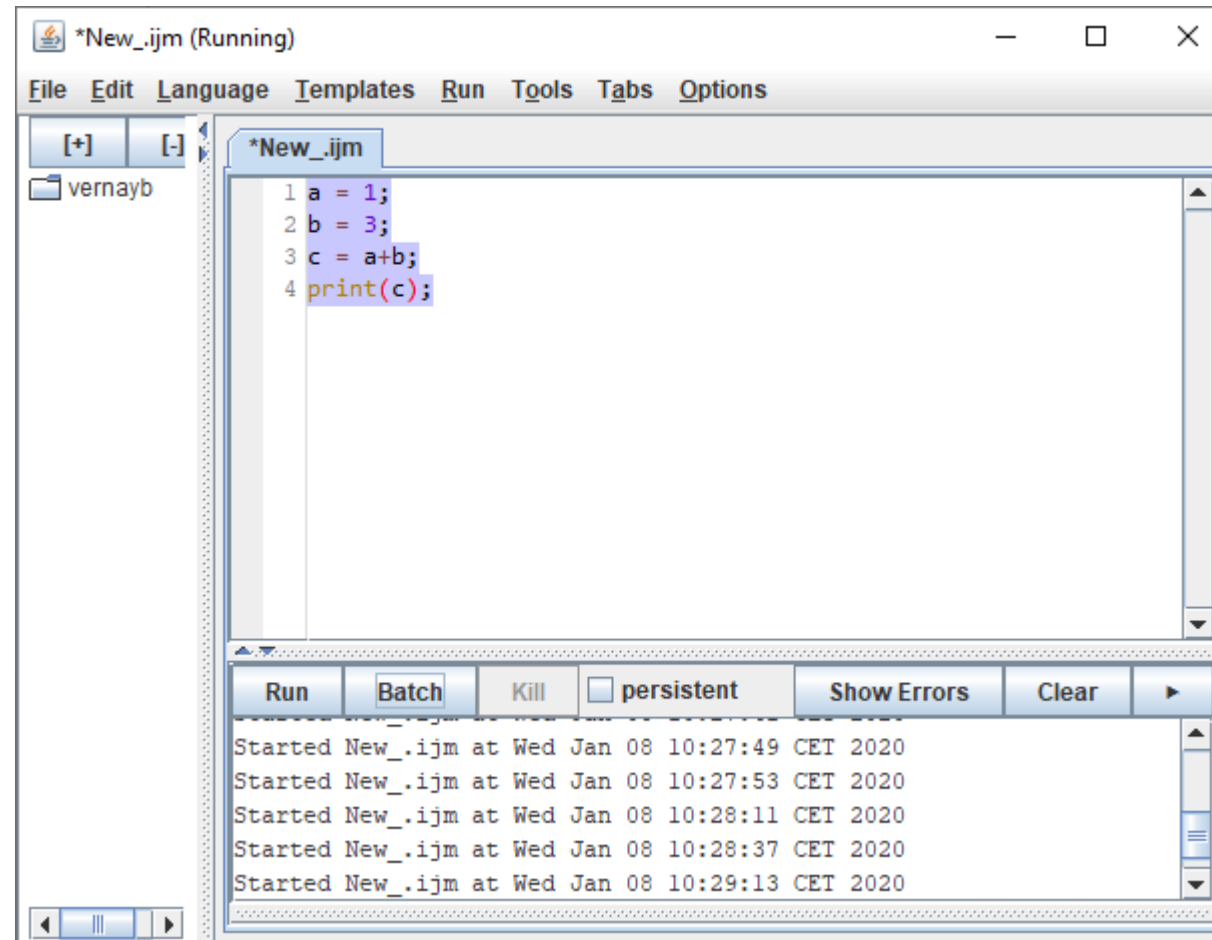 *New_.ijm (Running)
File Edit Language Templates Run Tools Tabs Options
[+] [-]
*New_.ijm
vernayb
1 a = 1;
2 b = 3;
3 c = a+b;
4 print(c);
Run Batch Kill persistent Show Errors Clear
Started New_.ijm at Wed Jan 08 10:27:49 CET 2020
Started New_.ijm at Wed Jan 08 10:27:53 CET 2020
Started New_.ijm at Wed Jan 08 10:28:11 CET 2020
Started New_.ijm at Wed Jan 08 10:28:37 CET 2020
Started New_.ijm at Wed Jan 08 10:29:13 CET 2020